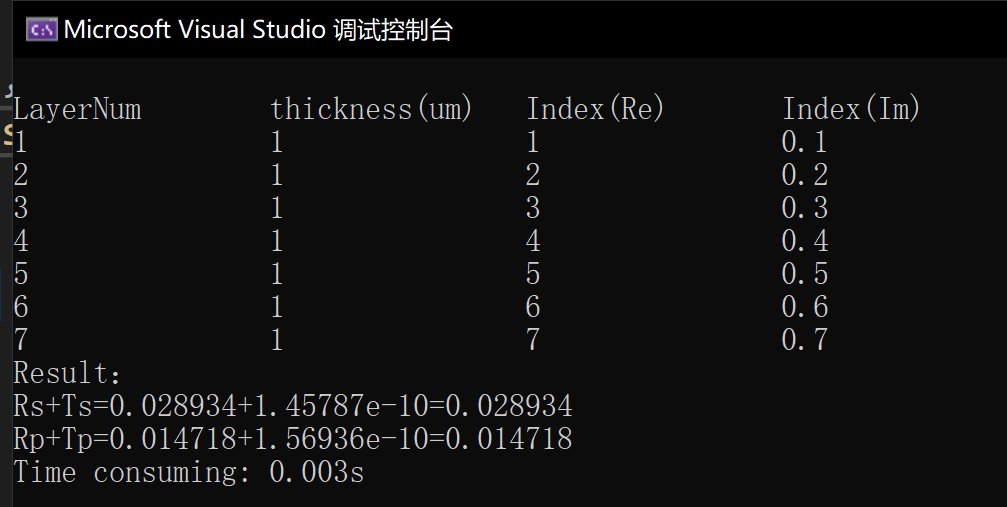 Microsoft Visual Studio 调试控制台
LayerNum thickness(um) Index(Re) Index(Im)
1 1 1 0.1
2 1 2 0.2
3 1 3 0.3
4 1 4 0.4
5 1 5 0.5
6 1 6 0.6
7 1 7 0.7
Result：
Rs+Ts=0.028934+1.45787e-10=0.028934
Rp+Tp=0.014718+1.56936e-10=0.014718
Time consuming: 0.003s